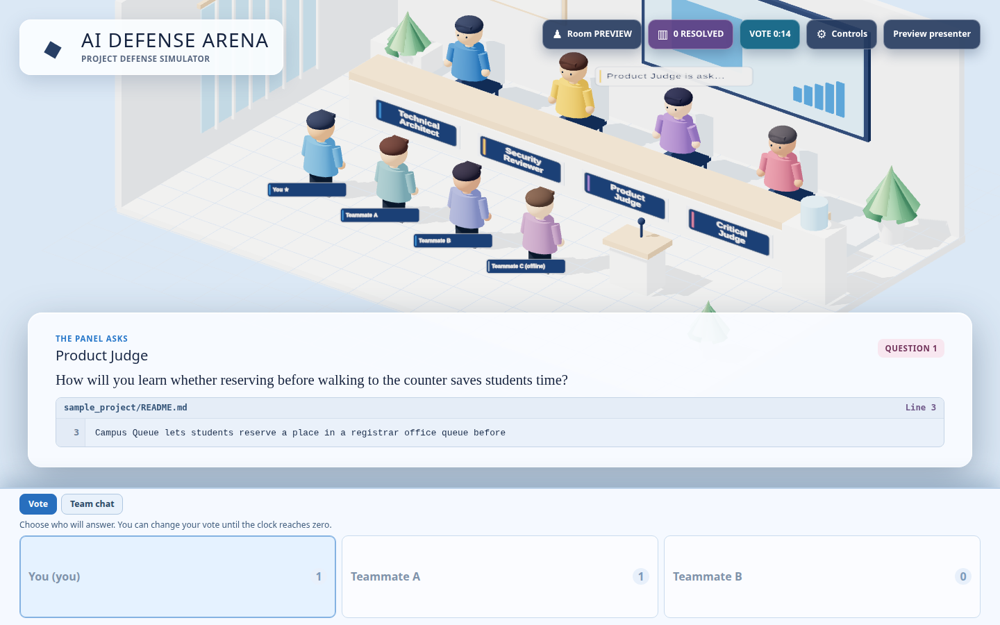 AI DEFENSE ARENA
PROJECT DEFENSE SIMULATOR
Room PREVIEW
0 RESOLVED
VOTE 0:14
Controls
Preview presenter
Product Judge is ask...
Technical
Architect
Security
Reviewer
Product
Judge
Critical
Judge
You ★
Teammate A
Teammate B
Teammate C (offline)
THE PANEL ASKS
Product Judge
QUESTION 1
How will you learn whether reserving before walking to the counter saves students time?
sample_project/README.md
Line 3
3 Campus Queue lets students reserve a place in a registrar office queue before
Vote
Team chat
Choose who will answer. You can change your vote until the clock reaches zero.
You (you) 1
Teammate A 1
Teammate B 0